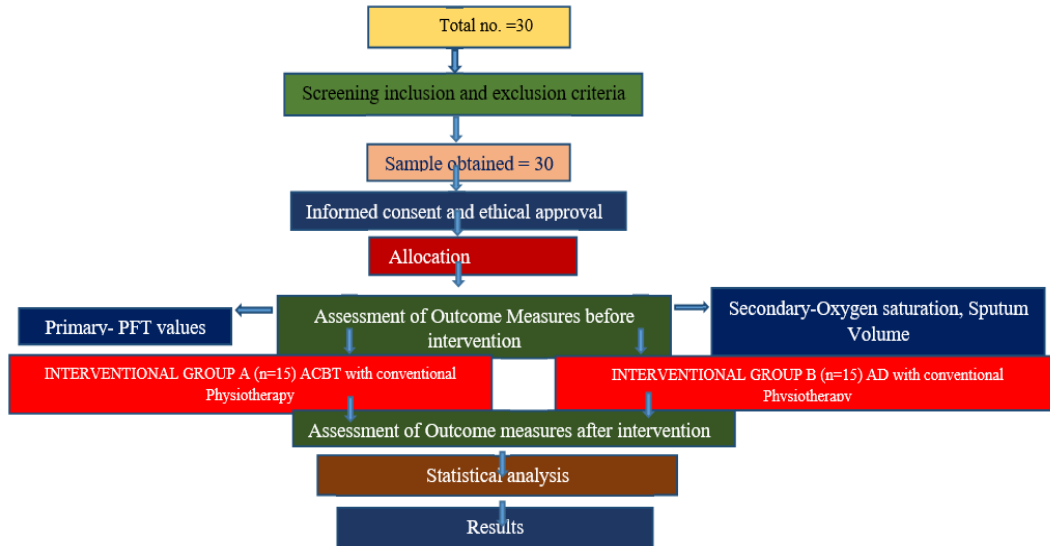 Total no. =30
Screening inclusion and exclusion criteria
Sample obtained = 30
Informed consent and ethical approval
Allocation
Primary- PFT values
Assessment of Outcome Measures before
intervention
Secondary-Oxygen saturation, Sputum
Volume
INTERVENTIONAL GROUP A (n=15) ACBT with conventional
Physiotherapy
INTERVENTIONAL GROUP B (n=15) AD with conventional
Physiotherapy
Assessment of Outcome measures after intervention
Statistical analysis
Results